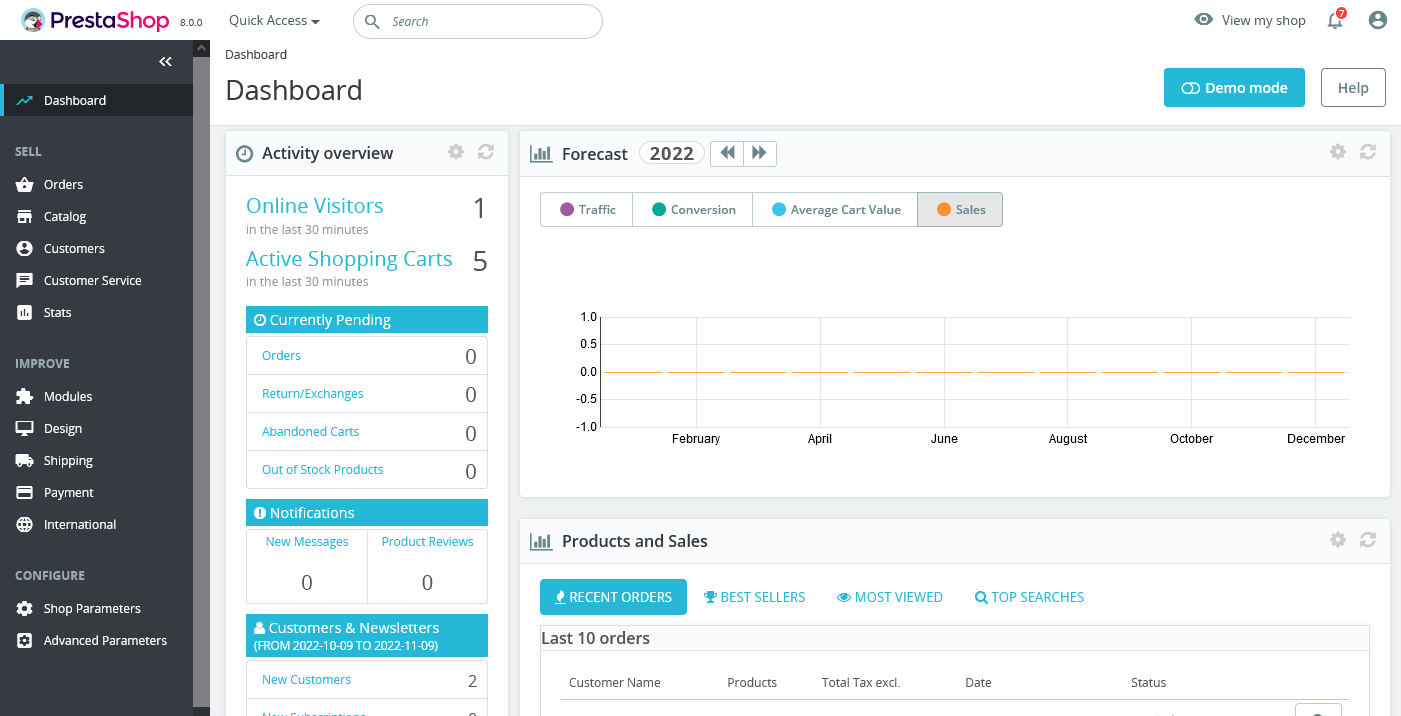 PrestaShop 8.0.0 Quick Access Search View my shop 7
Dashboard
Dashboard
Demo mode Help
Dashboard
SELL
Orders
Catalog
Customers
Customer Service
Stats
IMPROVE
Modules
Design
Shipping
Payment
International
CONFIGURE
Shop Parameters
Advanced Parameters
Activity overview
Online Visitors 1
in the last 30 minutes
Active Shopping Carts 5
in the last 30 minutes
Currently Pending
Orders 0
Return/Exchanges 0
Abandoned Carts 0
Out of Stock Products 0
Notifications
New Messages Product Reviews
0 0
Customers & Newsletters
(FROM 2022-10-09 TO 2022-11-09)
New Customers 2
Forecast 2022
Traffic Conversion Average Cart Value Sales
1.0
0.5
0.0
-0.5
-1.0
February April June August October December
Products and Sales
RECENT ORDERS BEST SELLERS MOST VIEWED TOP SEARCHES
Last 10 orders
Customer Name Products Total Tax excl. Date Status